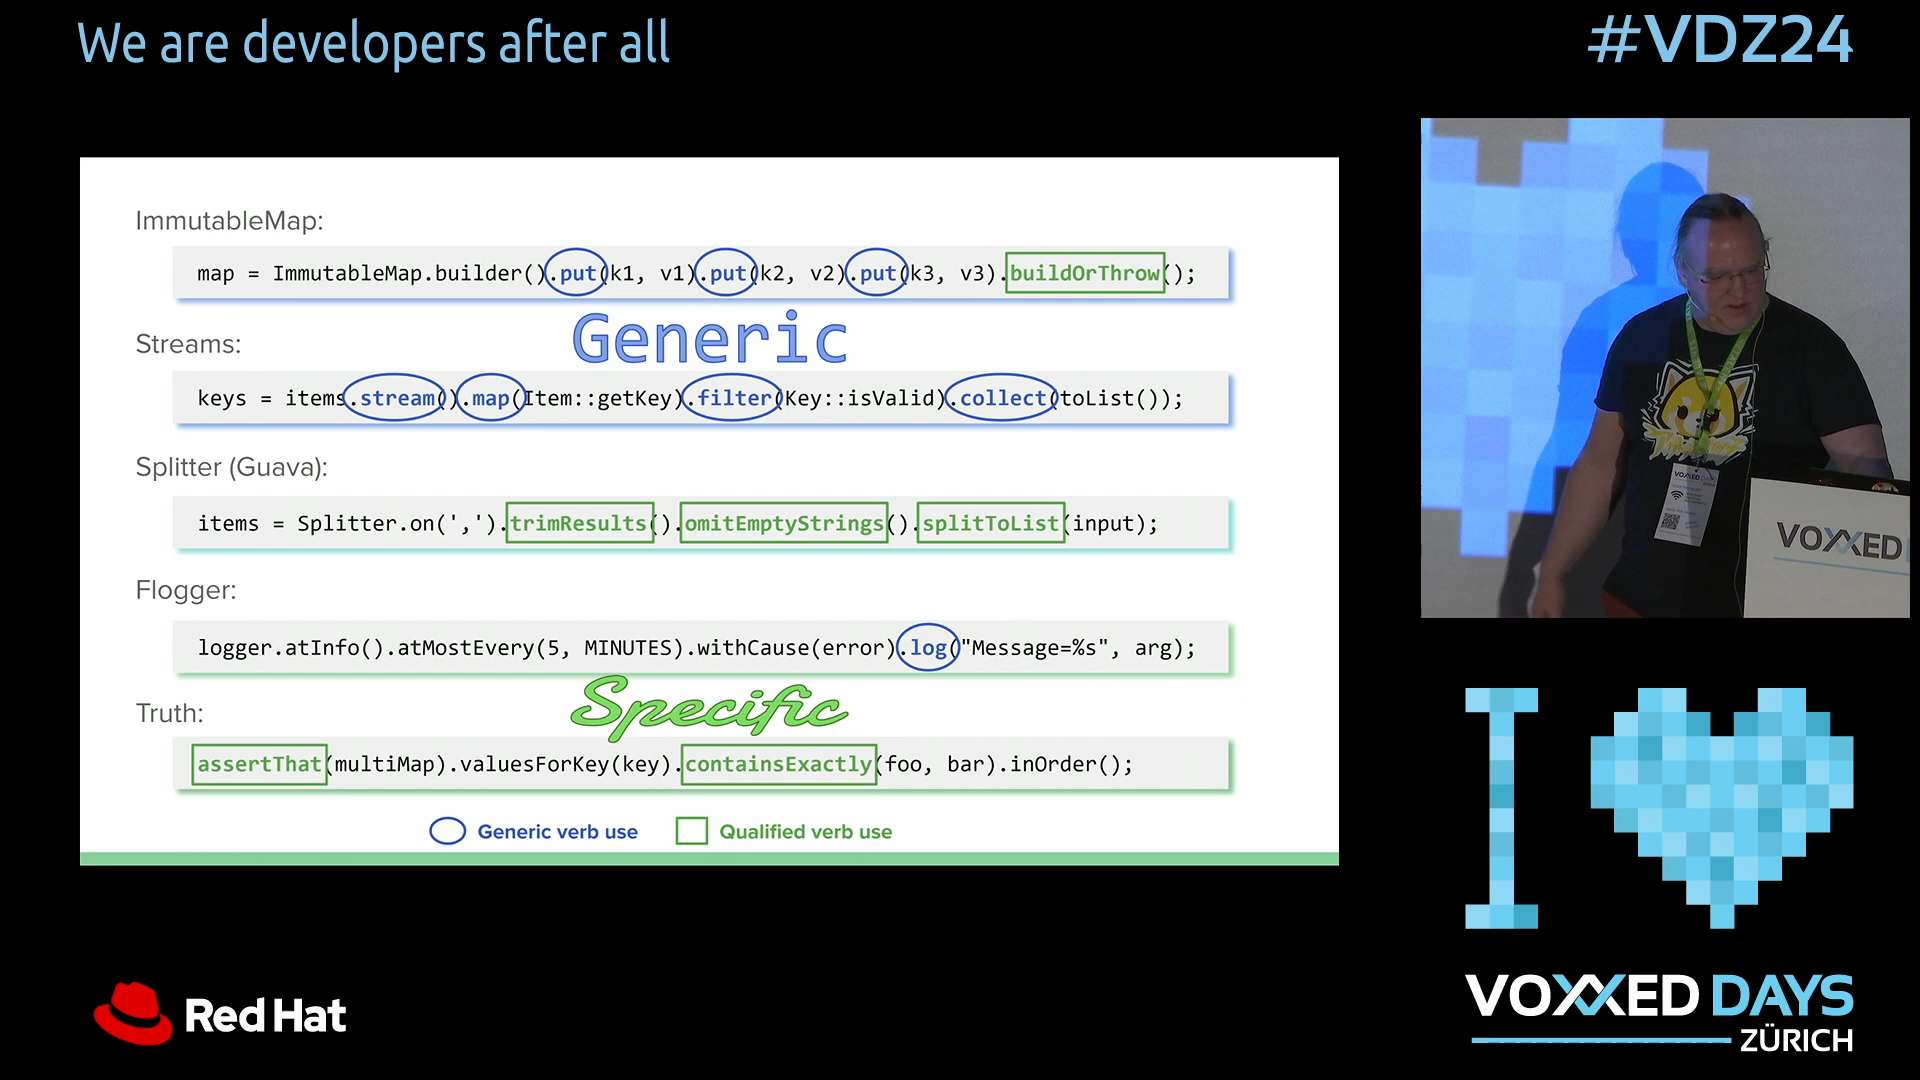 We are developers after all
#VDZ24
ImmutableMap:
map = ImmutableMap.builder().put(k1, v1).put(k2, v2).put(k3, v3).buildOrThrow();
Generic
Streams:
keys = items.stream().map(Item::getKey).filter(Key::isValid).collect(toList());
Splitter (Guava):
items = Splitter.on(',').trimResults().omitEmptyStrings().splitToList(input);
Flogger:
logger.atInfo().atMostEvery(5, MINUTES).withCause(error).log("Message=%s", arg);
Specific
Truth:
assertThat(multiMap).valuesForKey(key).containsExactly(foo, bar).inOrder();
Generic verb use
Qualified verb use
VOXXED DAYS
VOXXED
I
Red Hat
VOXXED DAYS
ZÜRICH